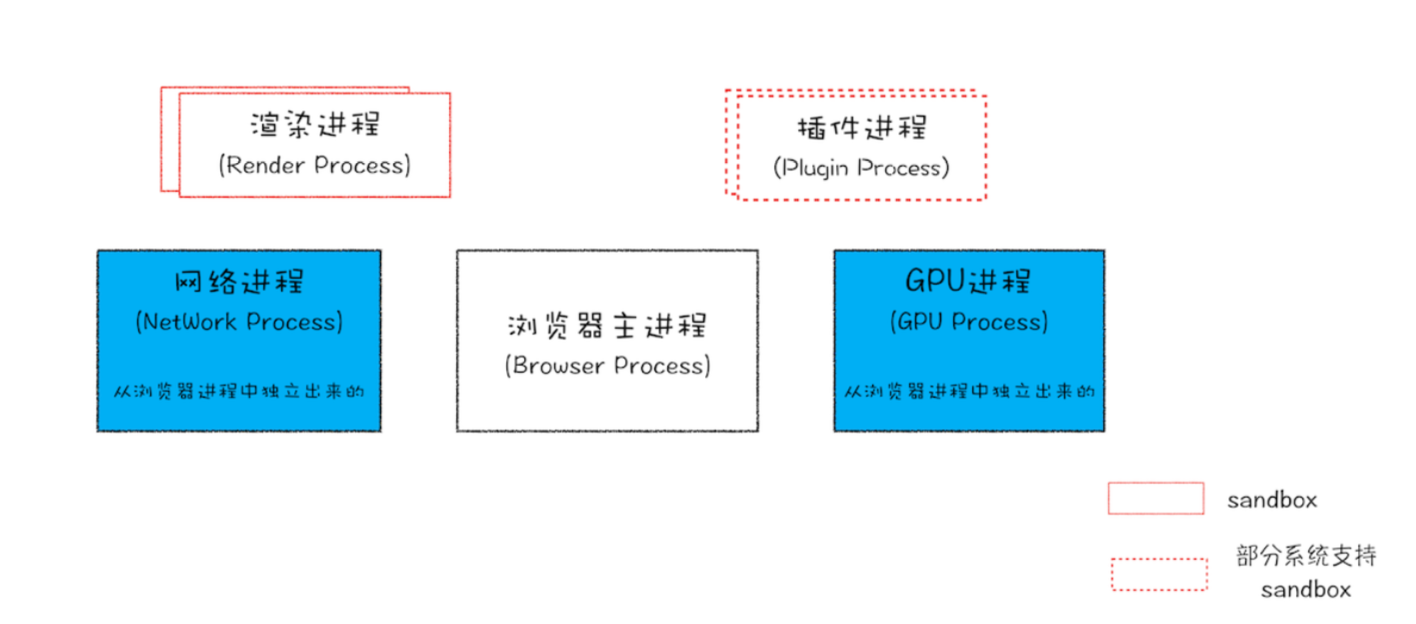 渲染进程
(Render Process)
插件进程
(Plugin Process)
网络进程
(NetWork Process)
从浏览器进程中独立出来的
浏览器主进程
(Browser Process)
GPU进程
(GPU Process)
从浏览器进程中独立出来的
sandbox
部分系统支持
sandbox